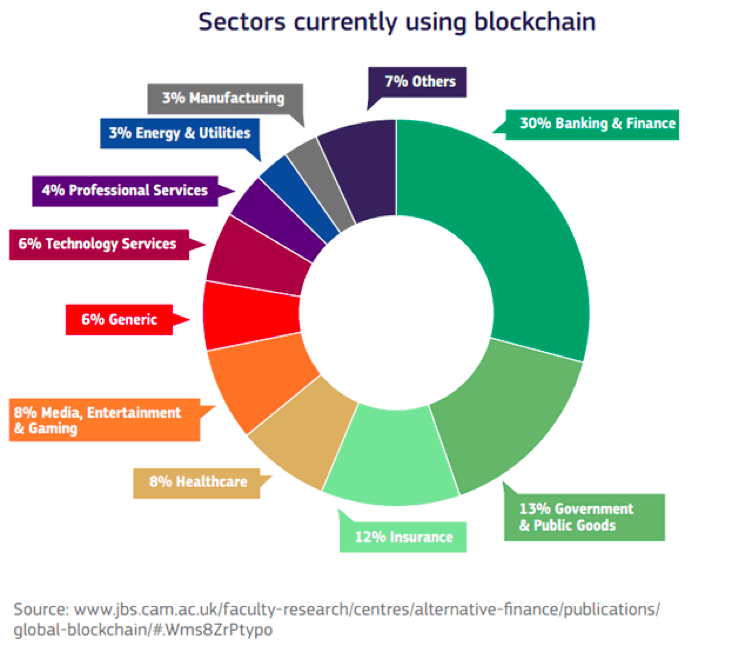 Sectors currently using blockchain
7% Others
3% Manufacturing
30% Banking & Finance
3% Energy & Utilities
4% Professional Services
6% Technology Services
6% Generic
8% Media, Entertainment
& Gaming
8% Healthcare
13% Government
& Public Goods
12% Insurance
Source: www.jbs.cam.ac.uk/faculty-research/centres/alternative-finance/publications/
global-blockchain/#.Wms8ZrPtypo